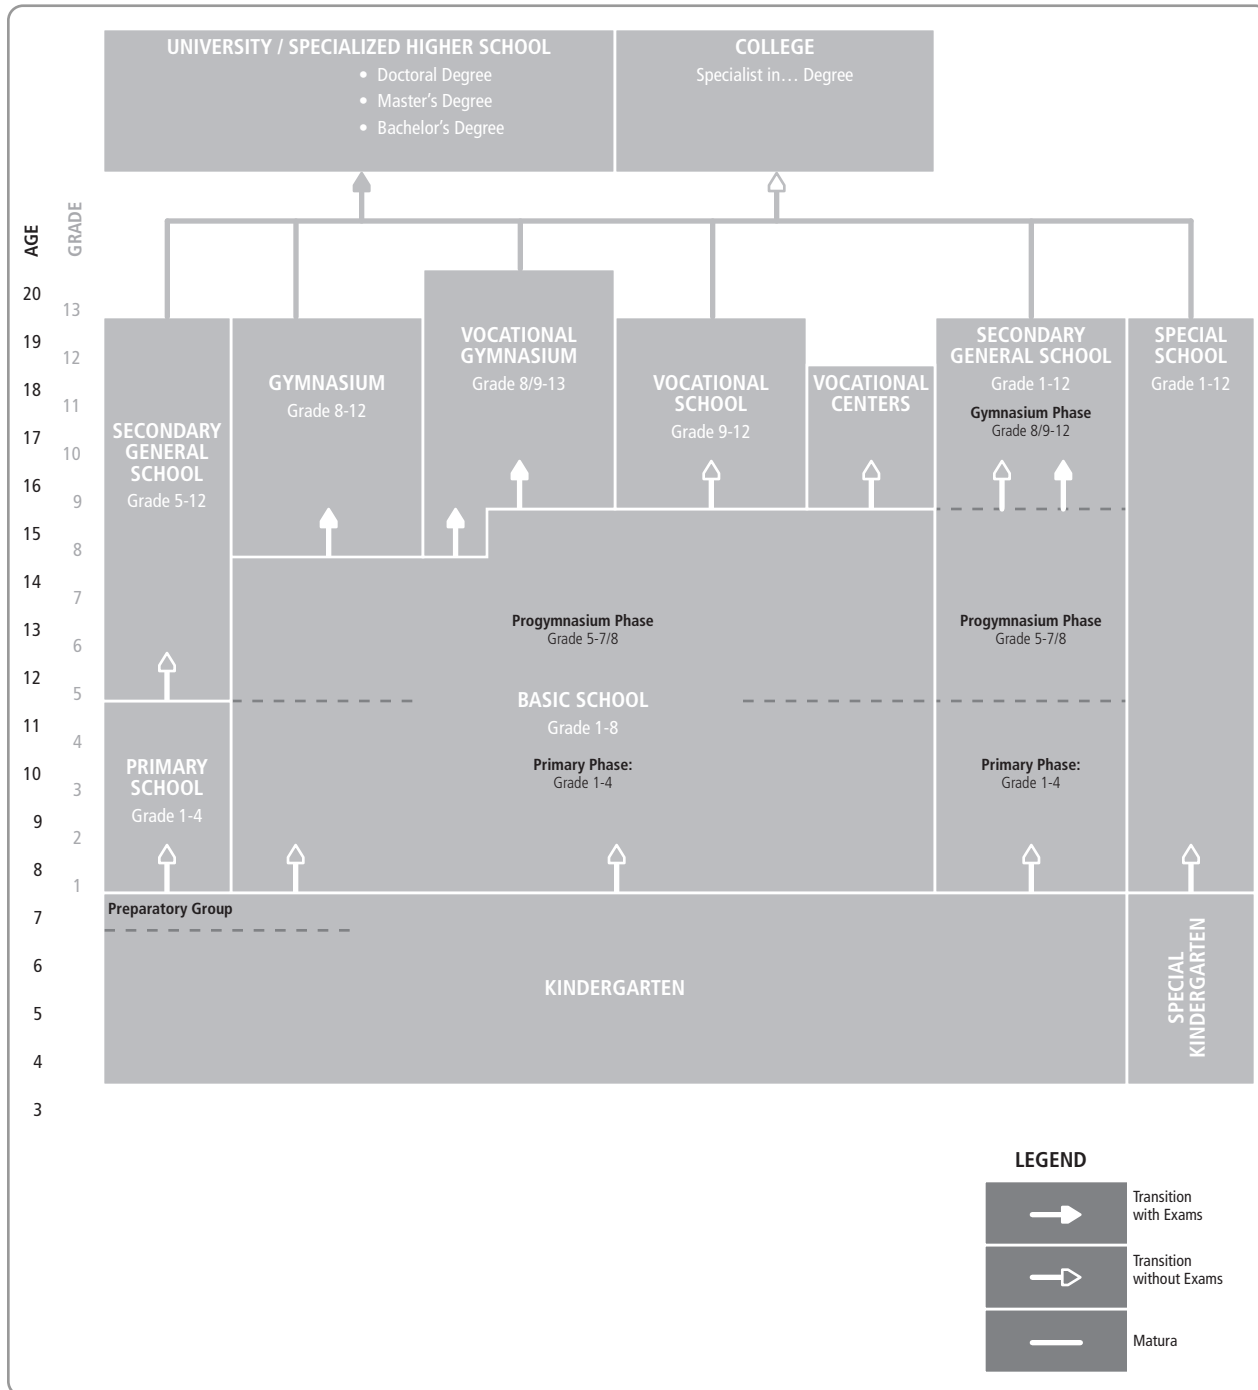 UNIVERSITY / SPECIALIZED HIGHER SCHOOL
• Doctoral Degree
• Master's Degree
• Bachelor's Degree
COLLEGE
Specialist in… Degree
AGE
GRADE
20
19
18
17
16
15
14
13
12
11
10
9
8
7
6
5
4
3
13
12
11
10
9
8
7
6
5
4
3
2
1
SECONDARY
GENERAL
SCHOOL
Grade 5-12
GYMNASIUM
Grade 8-12
VOCATIONAL
GYMNASIUM
Grade 8/9-13
VOCATIONAL
SCHOOL
Grade 9-12
VOCATIONAL
CENTERS
SECONDARY
GENERAL SCHOOL
Grade 1-12
Gymnasium Phase
Grade 8/9-12
SPECIAL
SCHOOL
Grade 1-12
Progymnasium Phase
Grade 5-7/8
Progymnasium Phase
Grade 5-7/8
BASIC SCHOOL
Grade 1-8
PRIMARY
SCHOOL
Grade 1-4
Primary Phase:
Grade 1-4
Primary Phase:
Grade 1-4
Preparatory Group
KINDERGARTEN
SPECIAL
KINDERGARTEN
LEGEND
Transition
with Exams
Transition
without Exams
Matura